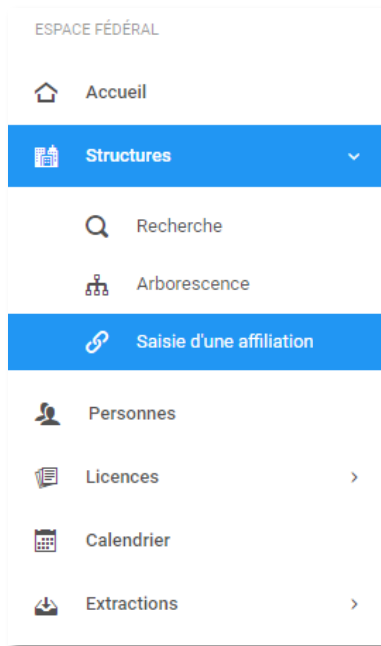 ESPACE FÉDÉRAL
Accueil
Structures
Recherche
Arborescence
Saisie d'une affiliation
Personnes
Licences
Calendrier
Extractions